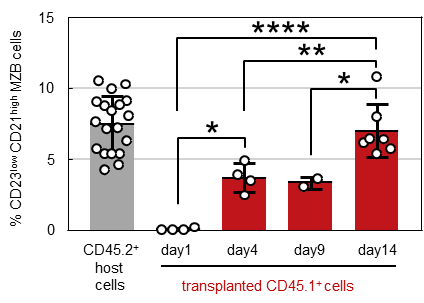 % CD23low CD21high MZB cells
15
10
5
0
****
**
*
*
CD45.2+
host
cells
day1 day4 day9 day14
transplanted CD45.1+ cells